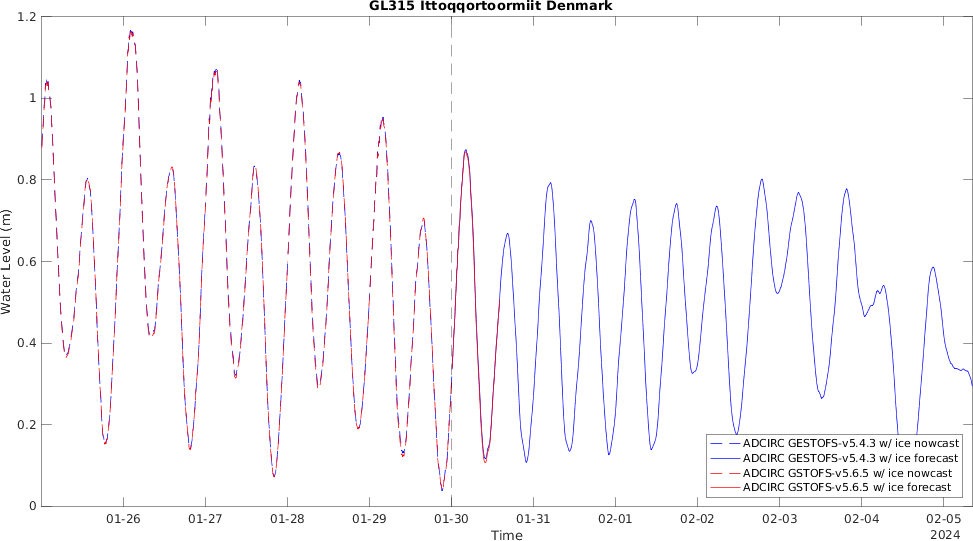 GL315 Ittoqqortoormiit Denmark
1.2
1
0.8
0.6
0.4
0.2
0
Water Level (m)
ADCIRC GESTOFS-v5.4.3 w/ ice nowcast
ADCIRC GESTOFS-v5.4.3 w/ ice forecast
ADCIRC GSTOFS-v5.6.5 w/ ice nowcast
ADCIRC GSTOFS-v5.6.5 w/ ice forecast
01-26 01-27 01-28 01-29 01-30 01-31 02-01 02-02 02-03 02-04 02-05
Time 2024